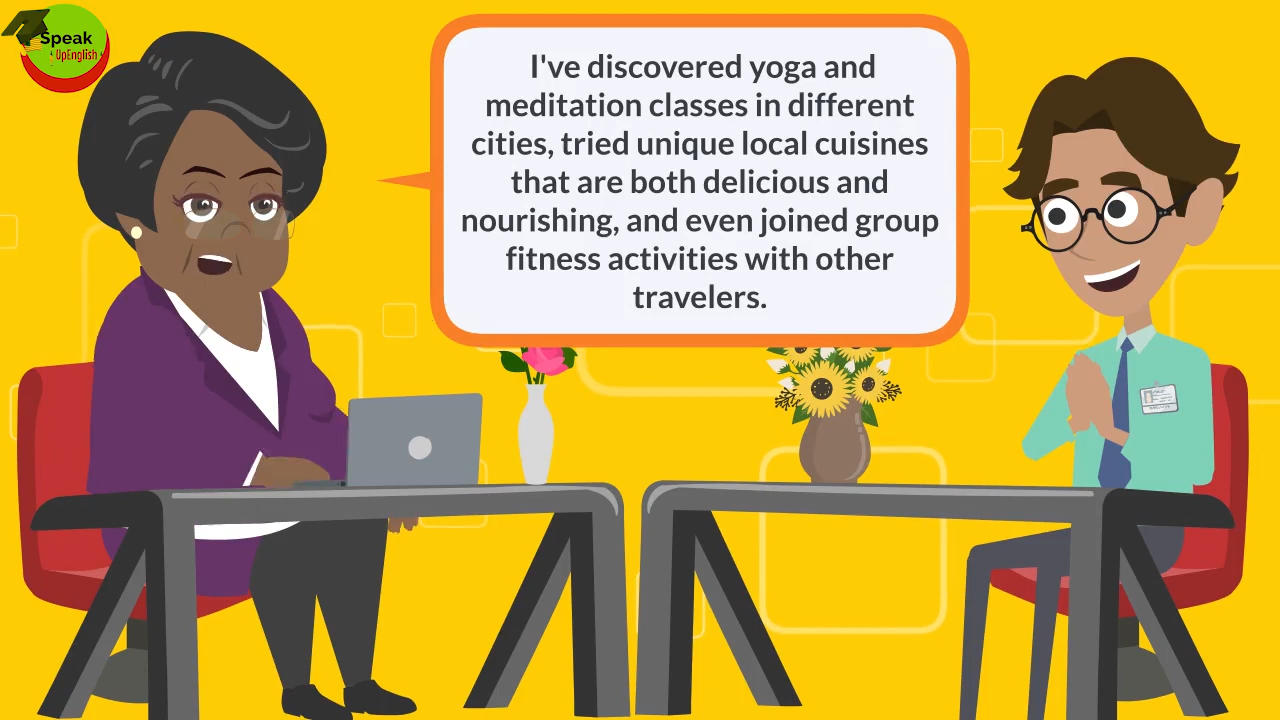 Speak
UpEnglish
I've discovered yoga and
meditation classes in different
cities, tried unique local cuisines
that are both delicious and
nourishing, and even joined group
fitness activities with other
travelers.